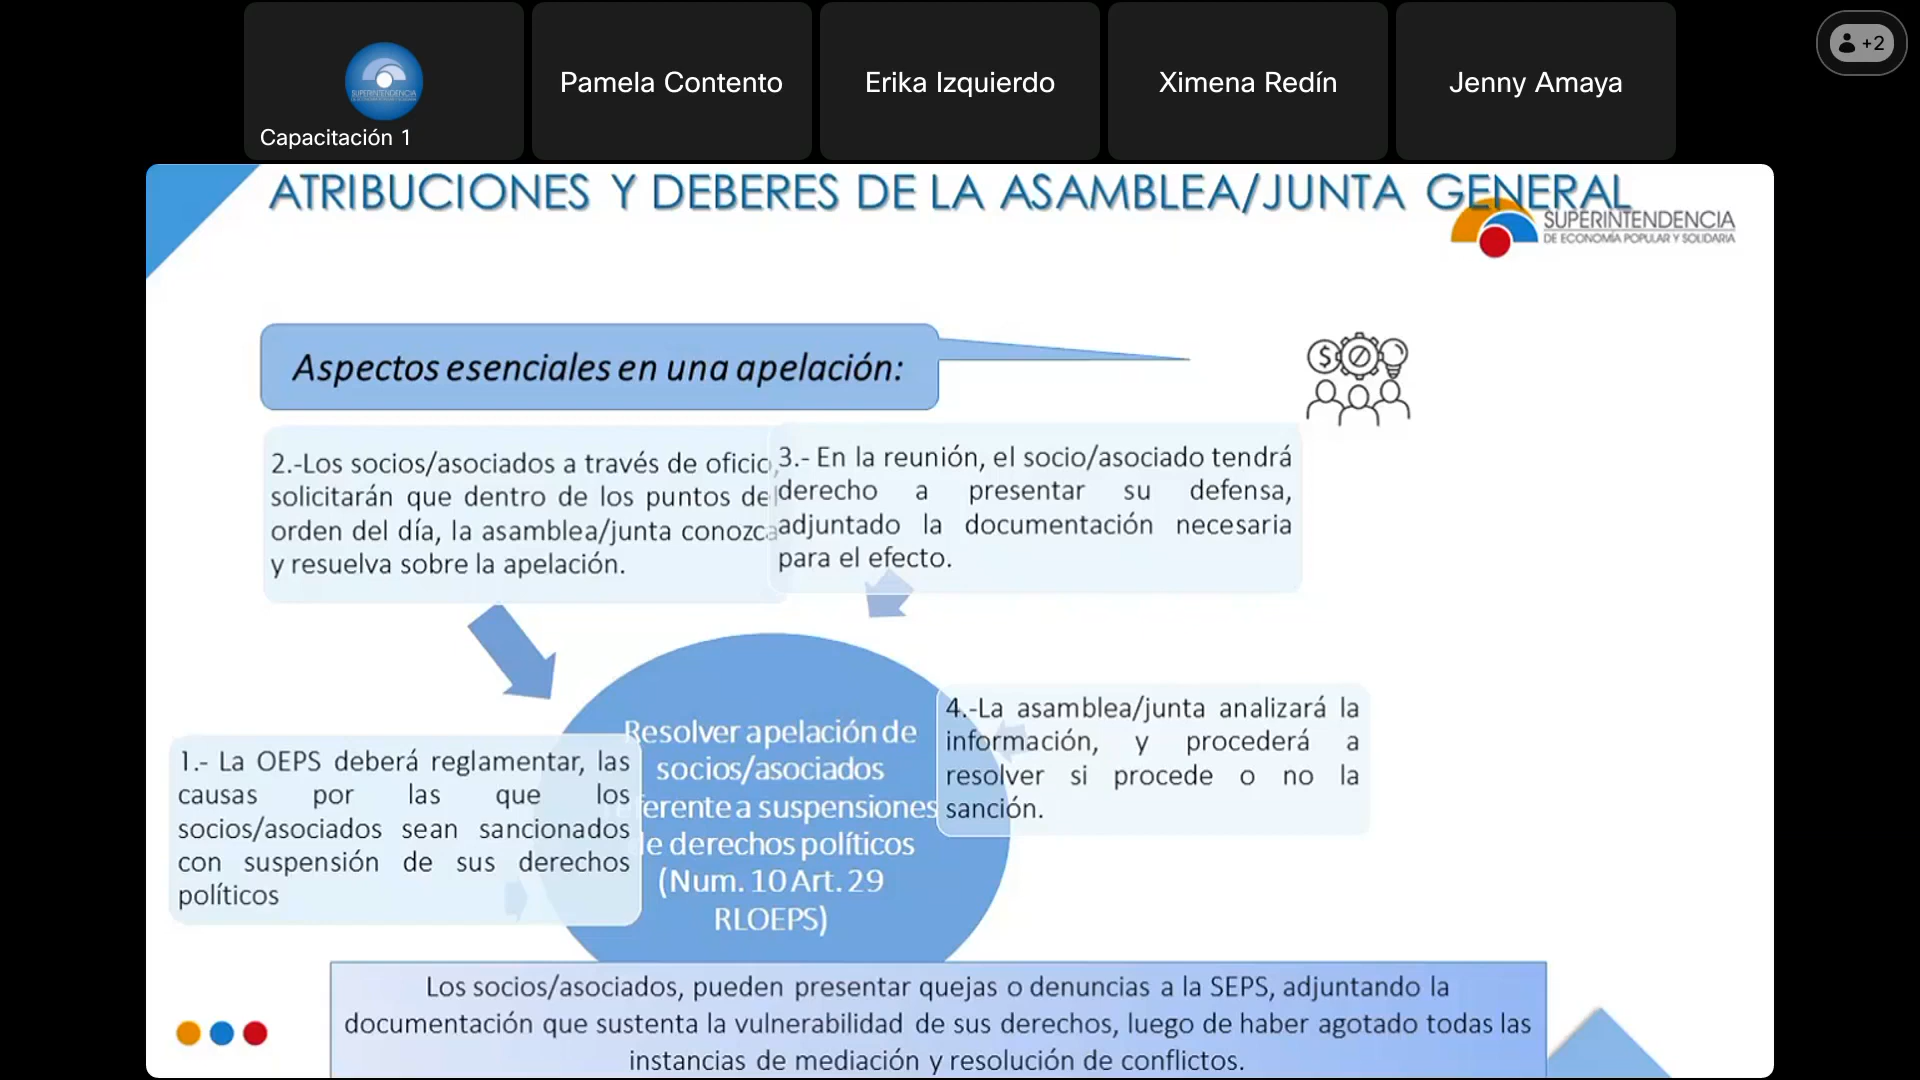 Capacitación 1
Pamela Contento
Erika Izquierdo
Ximena Redín
Jenny Amaya
+2
ATRIBUCIONES Y DEBERES DE LA ASAMBLEA/JUNTA GENERAL
SUPERINTENDENCIA
DE ECONOMÍA POPULAR Y SOLIDARIA
Aspectos esenciales en una apelación:
2.-Los socios/asociados a través de oficio,
solicitarán que dentro de los puntos del
orden del día, la asamblea/junta conozca
y resuelva sobre la apelación.
3.- En la reunión, el socio/asociado tendrá
derecho a presentar su defensa,
adjuntado la documentación necesaria
para el efecto.
1.- La OEPS deberá reglamentar, las
causas por las que los
socios/asociados sean sancionados
con suspensión de sus derechos
políticos
Resolver apelación de
socios/asociados
ferente a suspensiones
de derechos políticos
(Num. 10 Art. 29
RLOEPS)
4.-La asamblea/junta analizará la
información, y procederá a
resolver si procede o no la
sanción.
Los socios/asociados, pueden presentar quejas o denuncias a la SEPS, adjuntando la
documentación que sustenta la vulnerabilidad de sus derechos, luego de haber agotado todas las
instancias de mediación y resolución de conflictos.